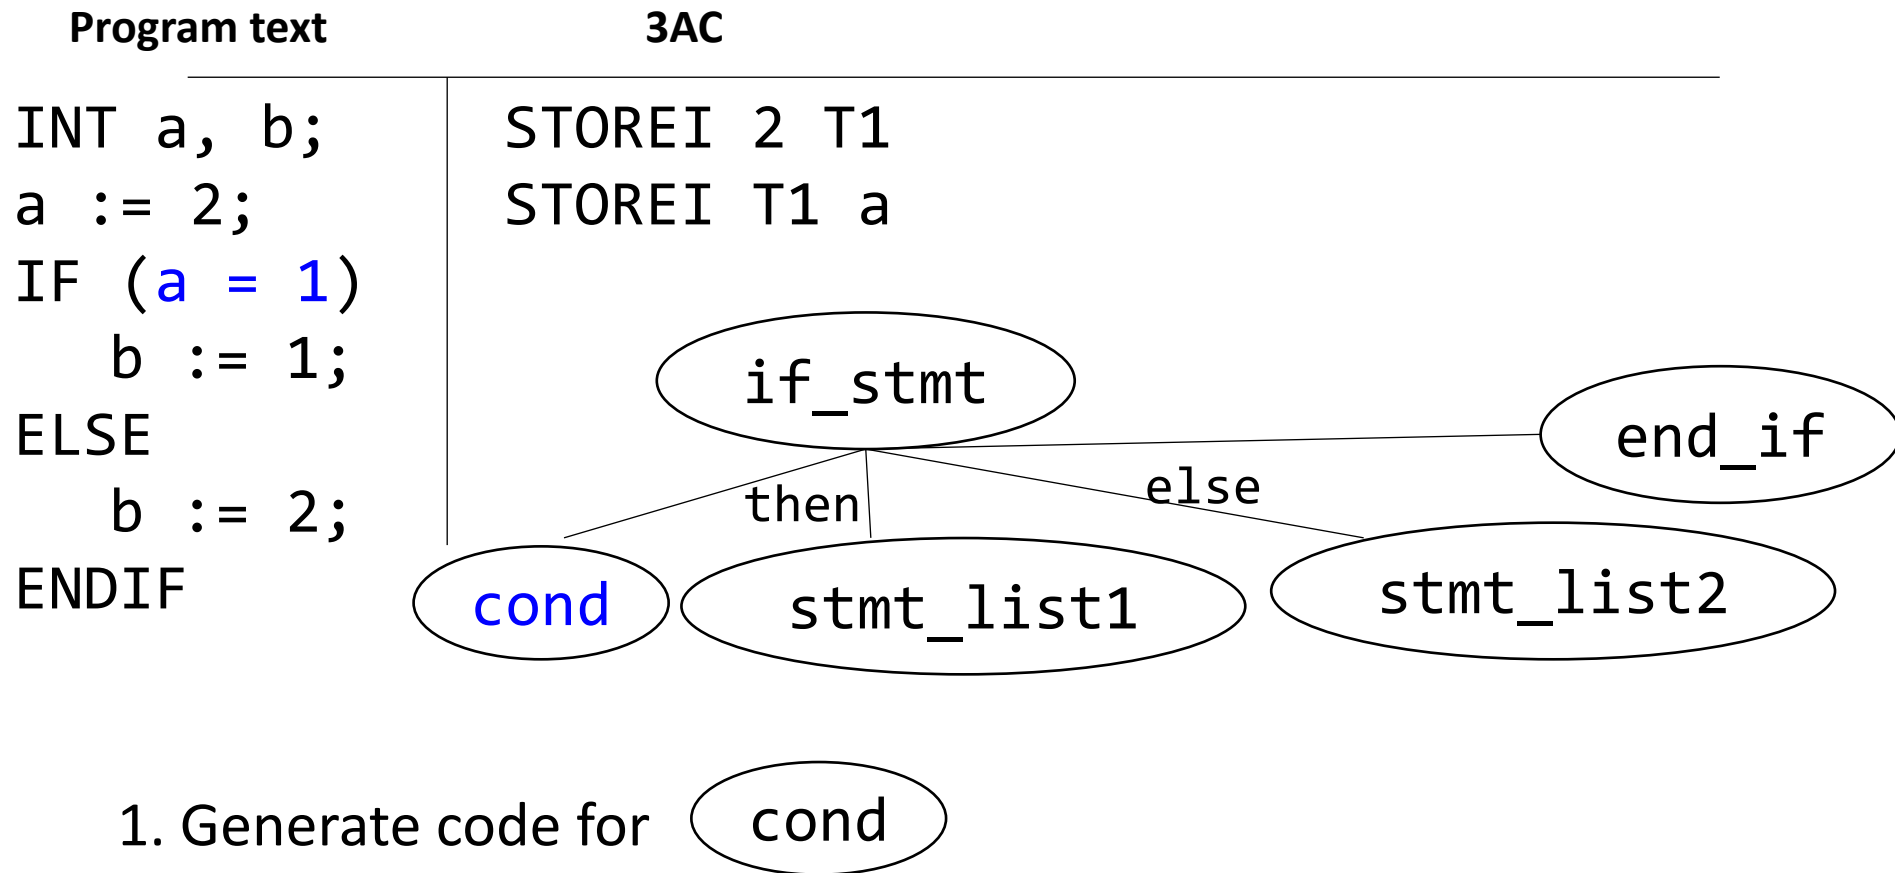 Program text 3AC
INT a, b; STOREI 2 T1
a := 2; STOREI T1 a
IF (a = 1)
b := 1;
if_stmt
ELSE
end_if
then
else
b := 2;
ENDIF
cond
stmt_list1
stmt_list2
1. Generate code for cond